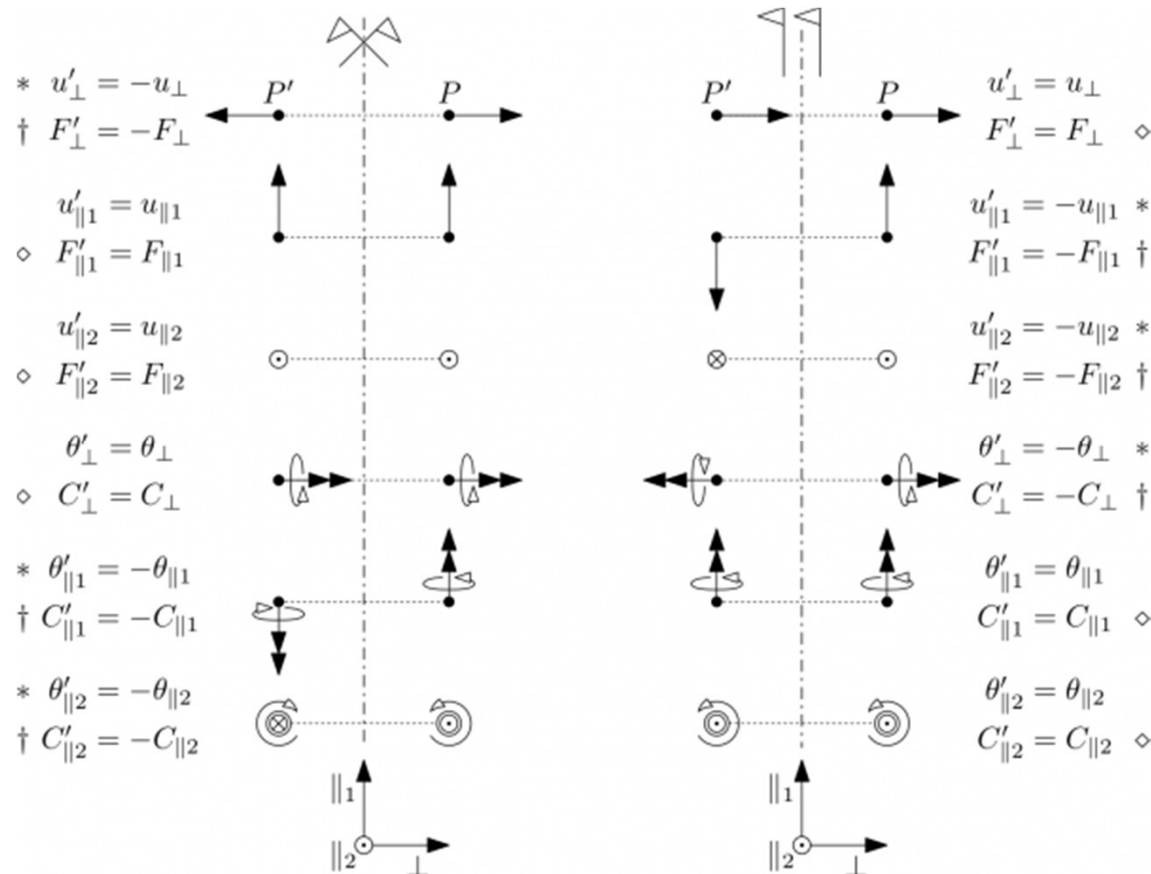 P′ P
P′ P
* u′⊥ = −u⊥
† F′⊥ = −F⊥
u′∥1 = u∥1
◇ F′∥1 = F∥1
u′∥2 = u∥2
◇ F′∥2 = F∥2
θ′⊥ = θ⊥
◇ C′⊥ = C⊥
* θ′∥1 = −θ∥1
† C′∥1 = −C∥1
* θ′∥2 = −θ∥2
† C′∥2 = −C∥2
∥1
∥2 ⊥
u′⊥ = u⊥
F′⊥ = F⊥ ◇
u′∥1 = −u∥1 *
F′∥1 = −F∥1 †
u′∥2 = −u∥2 *
F′∥2 = −F∥2 †
θ′⊥ = −θ⊥ *
C′⊥ = −C⊥ †
θ′∥1 = θ∥1
C′∥1 = C∥1 ◇
θ′∥2 = θ∥2
C′∥2 = C∥2 ◇
∥1
∥2 ⊥